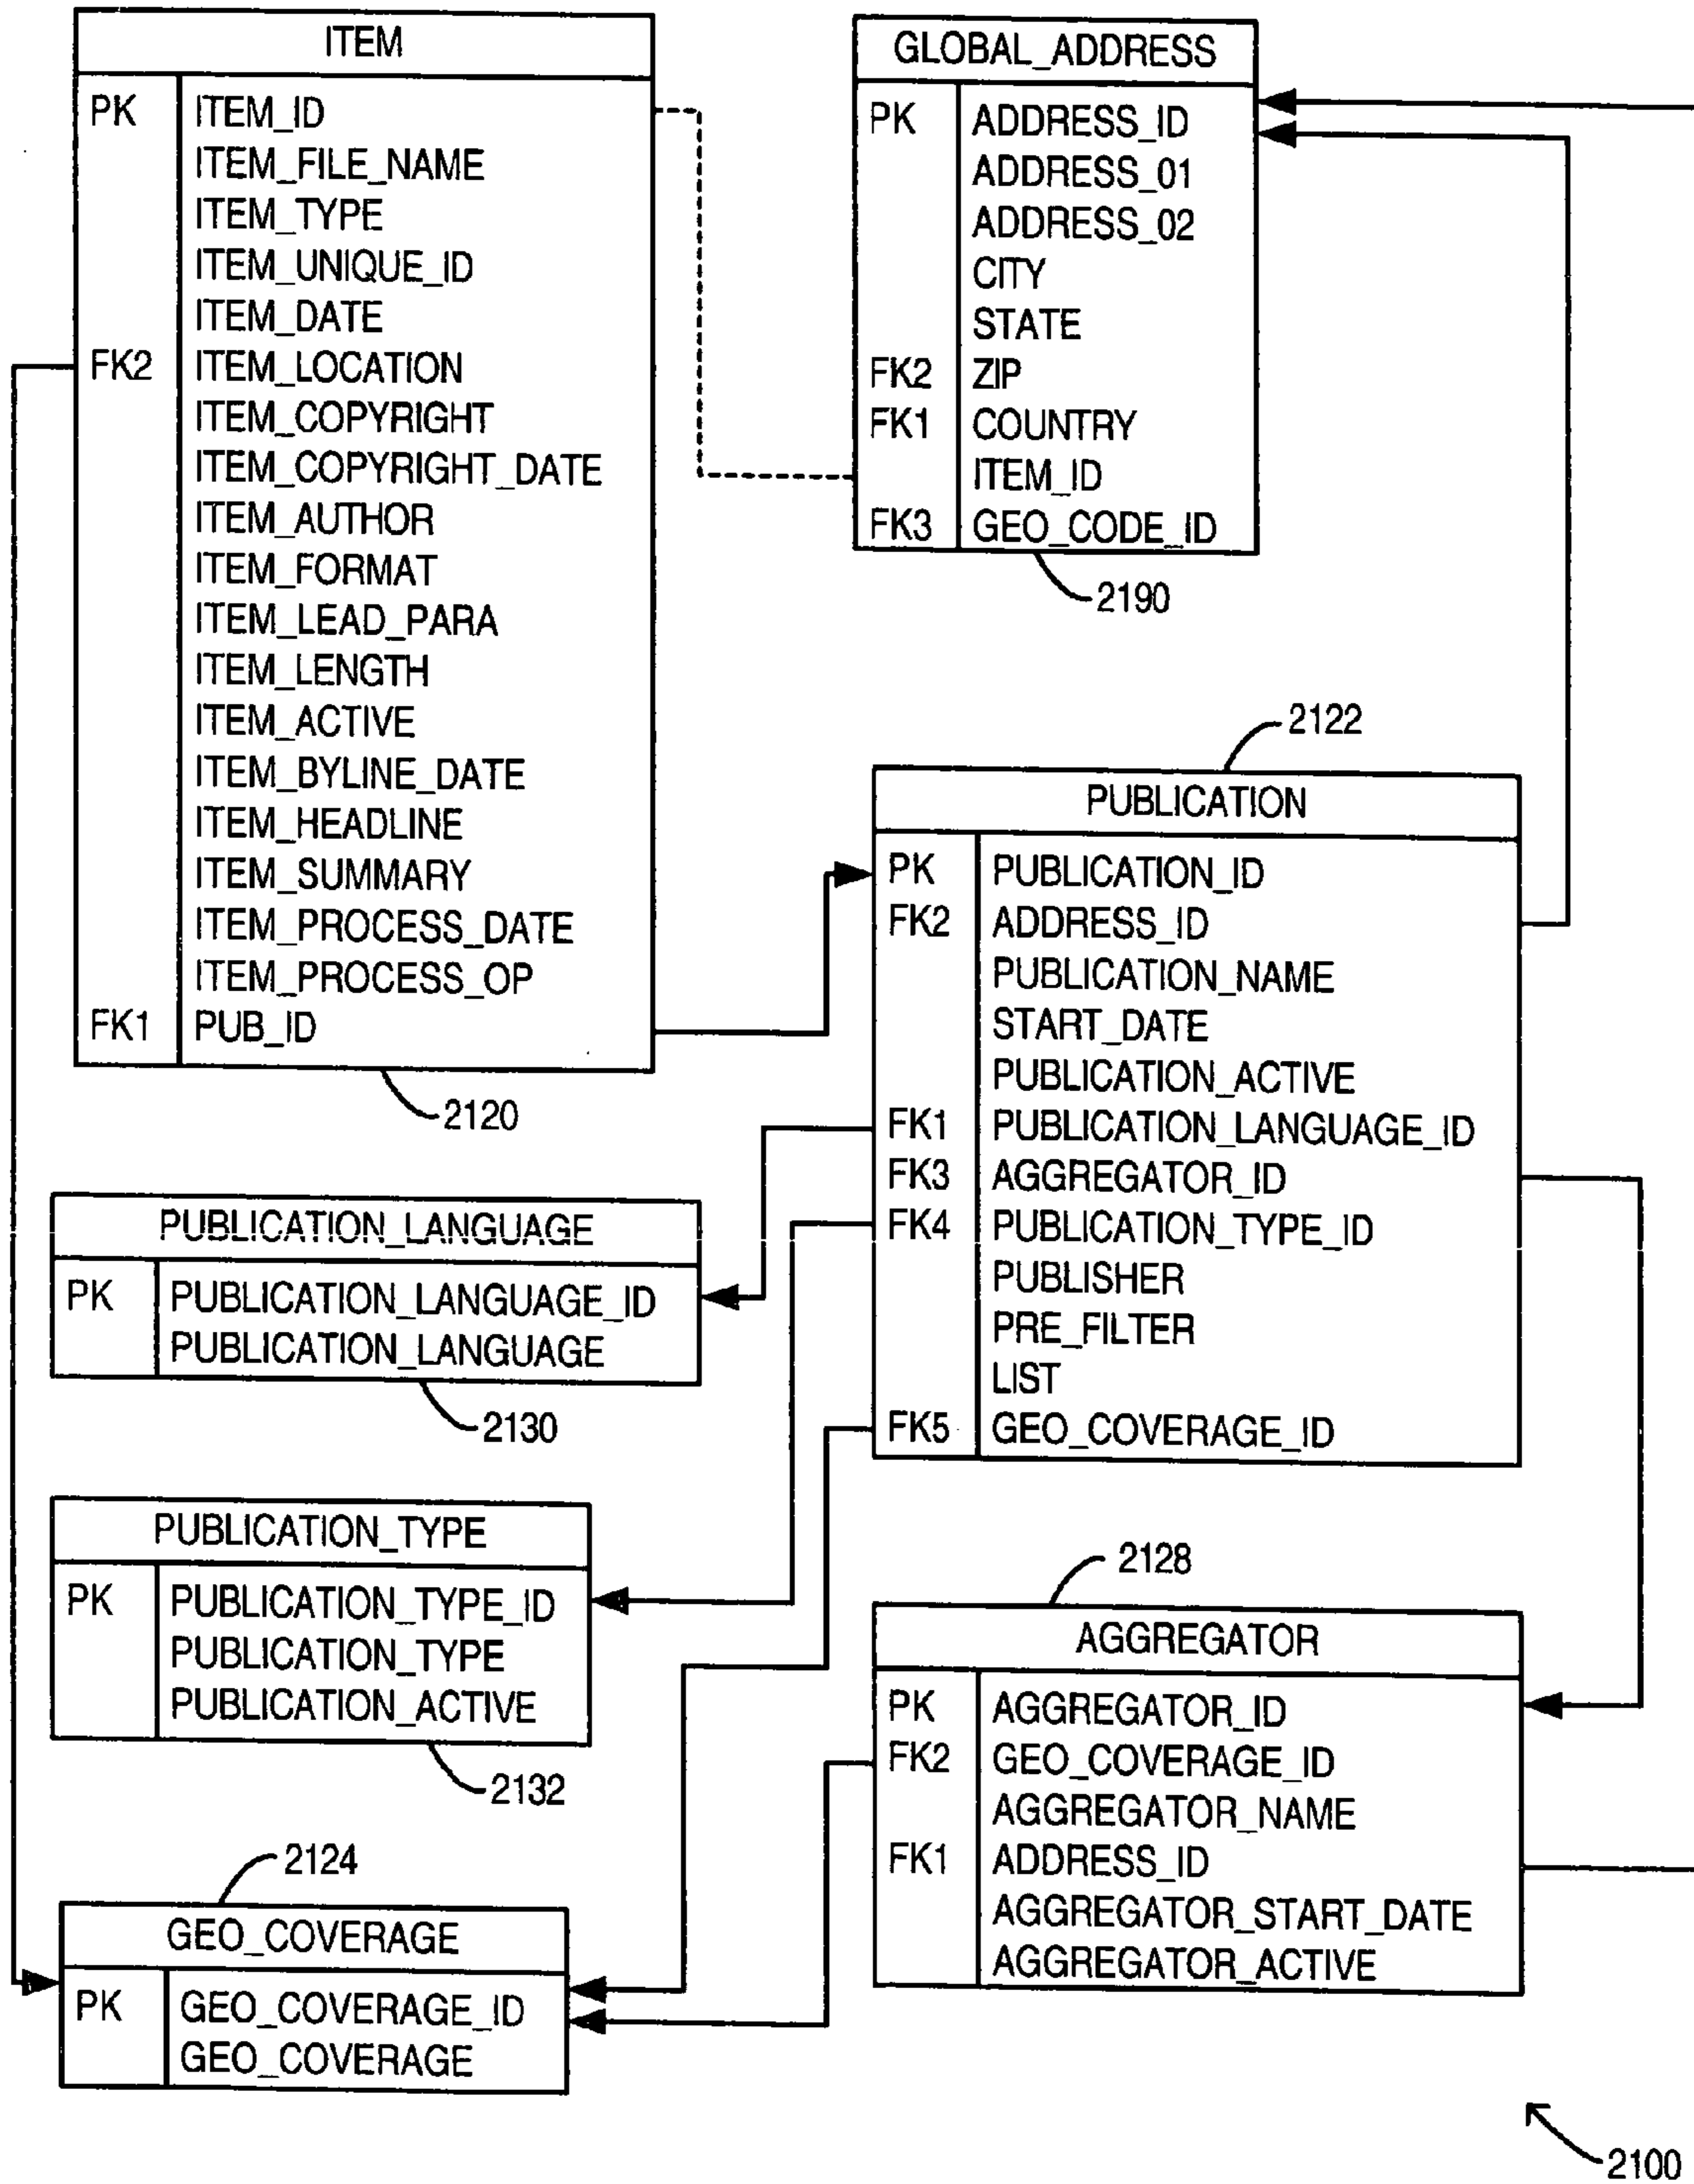 ITEM
PK ITEM_ID
ITEM_FILE_NAME
ITEM_TYPE
ITEM_UNIQUE_ID
ITEM_DATE
FK2 ITEM_LOCATION
ITEM_COPYRIGHT
ITEM_COPYRIGHT_DATE
ITEM_AUTHOR
ITEM_FORMAT
ITEM_LEAD_PARA
ITEM_LENGTH
ITEM_ACTIVE
ITEM_BYLINE_DATE
ITEM_HEADLINE
ITEM_SUMMARY
ITEM_PROCESS_DATE
ITEM_PROCESS_OP
FK1 PUB_ID
2120
GLOBAL_ADDRESS
PK ADDRESS_ID
ADDRESS_01
ADDRESS_02
CITY
STATE
FK2 ZIP
FK1 COUNTRY
ITEM_ID
FK3 GEO_CODE_ID
2190
2122
PUBLICATION
PK PUBLICATION_ID
FK2 ADDRESS_ID
PUBLICATION_NAME
START_DATE
PUBLICATION_ACTIVE
FK1 PUBLICATION_LANGUAGE_ID
FK3 AGGREGATOR_ID
FK4 PUBLICATION_TYPE_ID
PUBLISHER
PRE_FILTER
LIST
FK5 GEO_COVERAGE_ID
PUBLICATION_LANGUAGE
PK PUBLICATION_LANGUAGE_ID
PUBLICATION_LANGUAGE
2130
PUBLICATION_TYPE
PK PUBLICATION_TYPE_ID
PUBLICATION_TYPE
PUBLICATION_ACTIVE
2132
2128
AGGREGATOR
PK AGGREGATOR_ID
FK2 GEO_COVERAGE_ID
AGGREGATOR_NAME
FK1 ADDRESS_ID
AGGREGATOR_START_DATE
AGGREGATOR_ACTIVE
2124
GEO_COVERAGE
PK GEO_COVERAGE_ID
GEO_COVERAGE
2100